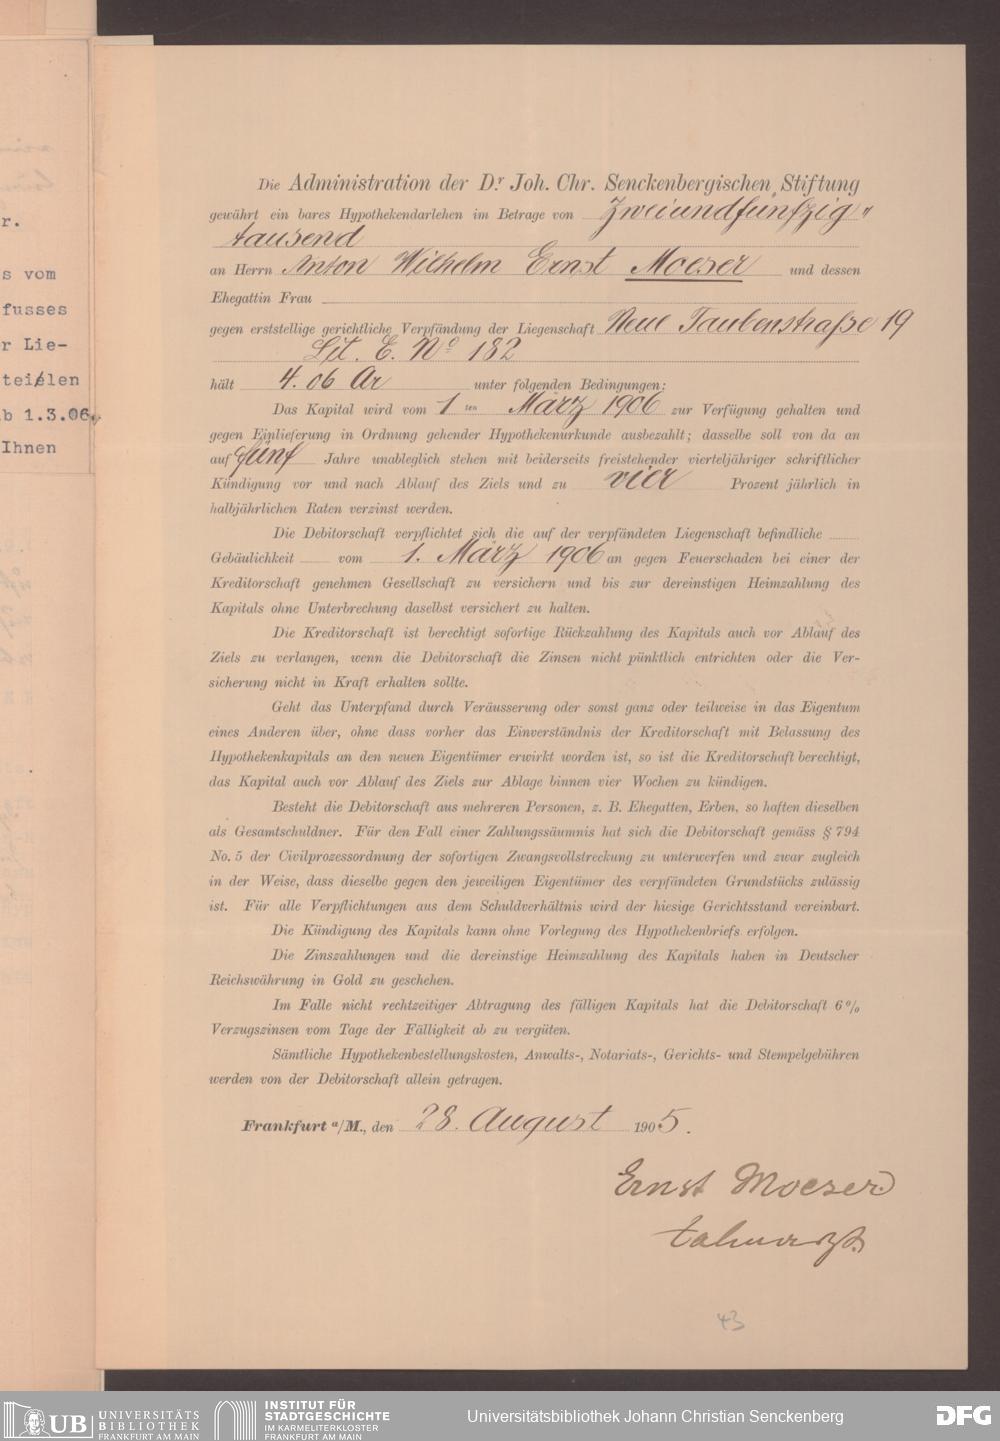 r.
s vom
fusses
r Lie-
teiflen
b 1.3.06.
Ihnen
Die Administration der Dr. Joh. Chr. Senckenbergischen Stiftung
gewährt ein bares Hypothekendarlehen im Betrage von Zweiundfünfzig "
tausend
an Herrn Anton Wilhelm Ernst Moeser und dessen
Ehegattin Frau
gegen erststellige gerichtliche Verpfändung der Liegenschaft Neue Taubenstraße 19
Lit. E. No 182
hält 4.06 Ar unter folgenden Bedingungen:
Das Kapital wird vom 1ten März 1906 zur Verfügung gehalten und
gegen Einlieferung in Ordnung gehender Hypothekenurkunde ausbezahlt; dasselbe soll von da an
auf fünf Jahre unableglich stehen mit beiderseits freistehender vierteljähriger schriftlicher
Kündigung vor und nach Ablauf des Ziels und zu vier Prozent jährlich in
halbjährlichen Raten verzinst werden.
Die Debitorschaft verpflichtet sich die auf der verpfändeten Liegenschaft befindliche
Gebäulichkeit vom 1. März 1906 an gegen Feuerschaden bei einer der
Kreditorschaft genehmen Gesellschaft zu versichern und bis zur dereinstigen Heimzahlung des
Kapitals ohne Unterbrechung daselbst versichert zu halten.
Die Kreditorschaft ist berechtigt sofortige Rückzahlung des Kapitals auch vor Ablauf des
Ziels zu verlangen, wenn die Debitorschaft die Zinsen nicht pünktlich entrichten oder die Ver-
sicherung nicht in Kraft erhalten sollte.
Geht das Unterpfand durch Veräusserung oder sonst ganz oder teilweise in das Eigentum
eines Anderen über, ohne dass vorher das Einverständnis der Kreditorschaft mit Belassung des
Hypothekenkapitals an den neuen Eigentümer erwirkt worden ist, so ist die Kreditorschaft berechtigt,
das Kapital auch vor Ablauf des Ziels zur Ablage binnen vier Wochen zu kündigen.
Besteht die Debitorschaft aus mehreren Personen, z. B. Ehegatten, Erben, so haften dieselben
als Gesamtschuldner. Für den Fall einer Zahlungssäumnis hat sich die Debitorschaft gemäss § 794
No. 5 der Civilprozessordnung der sofortigen Zwangsvollstreckung zu unterwerfen und zwar zugleich
in der Weise, dass dieselbe gegen den jeweiligen Eigentümer des verpfändeten Grundstücks zulässig
ist. Für alle Verpflichtungen aus dem Schuldverhältnis wird der hiesige Gerichtsstand vereinbart.
Die Kündigung des Kapitals kann ohne Vorlegung des Hypothekenbriefs erfolgen.
Die Zinszahlungen und die dereinstige Heimzahlung des Kapitals haben in Deutscher
Reichswährung in Gold zu geschehen.
Im Falle nicht rechtzeitiger Abtragung des fälligen Kapitals hat die Debitorschaft 6%
Verzugszinsen vom Tage der Fälligkeit ab zu vergüten.
Sämtliche Hypothekenbestellungskosten, Anwalts-, Notariats-, Gerichts- und Stempelgebühren
werden von der Debitorschaft allein getragen.
Frankfurt a/M., den 28. August 1905.
Ernst Moeser
43
UB UNIVERSITÄTS
BIBLIOTHEK
FRANKFURT AM MAIN
INSTITUT FÜR
STADTGESCHICHTE
IM KARMELITERKLOSTER
FRANKFURT AM MAIN
Universitätsbibliothek Johann Christian Senckenberg
DFG